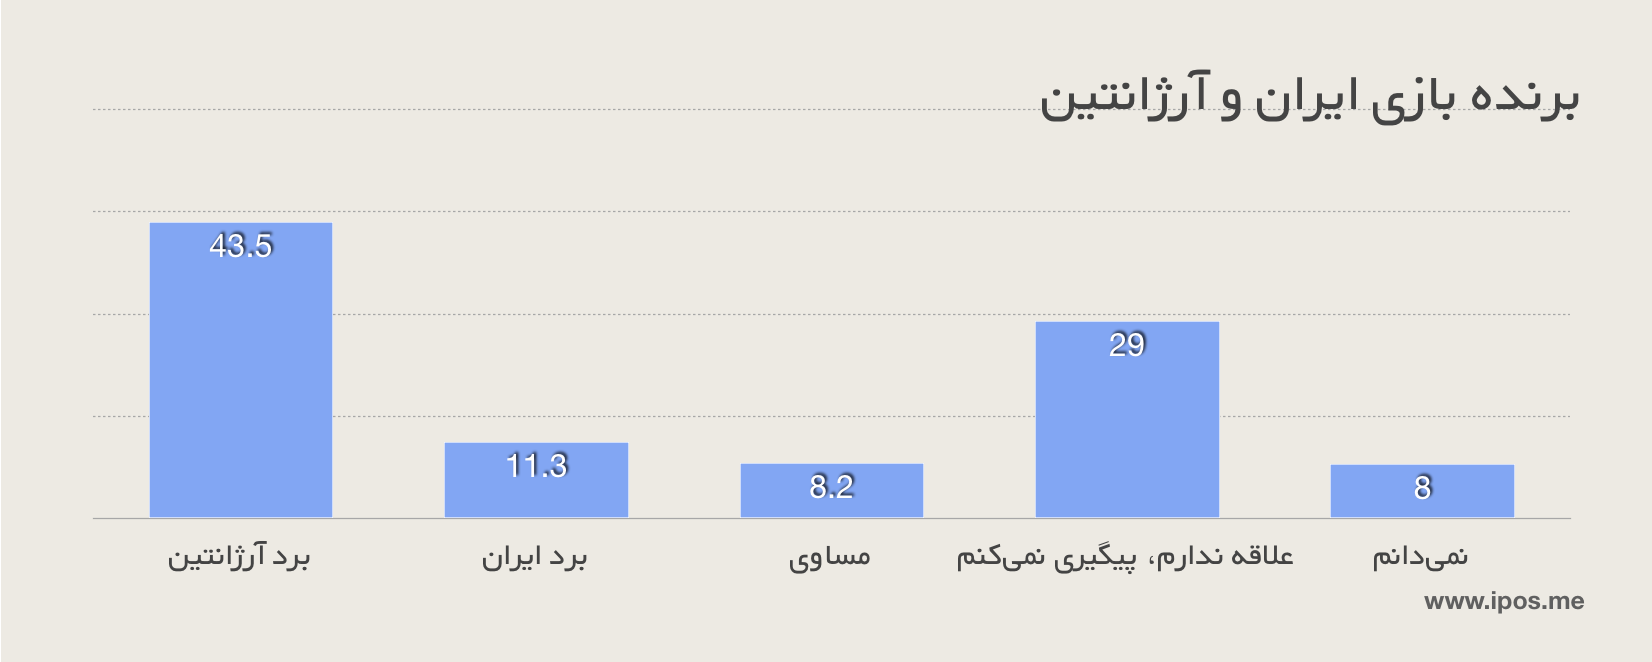 برنده بازی ایران و آرژانتین
43.5
11.3
8.2
29
8
برد آرژانتین
برد ایران
مساوی
علاقه ندارم، پیگیری نمی‌کنم
نمی‌دانم
www.ipos.me